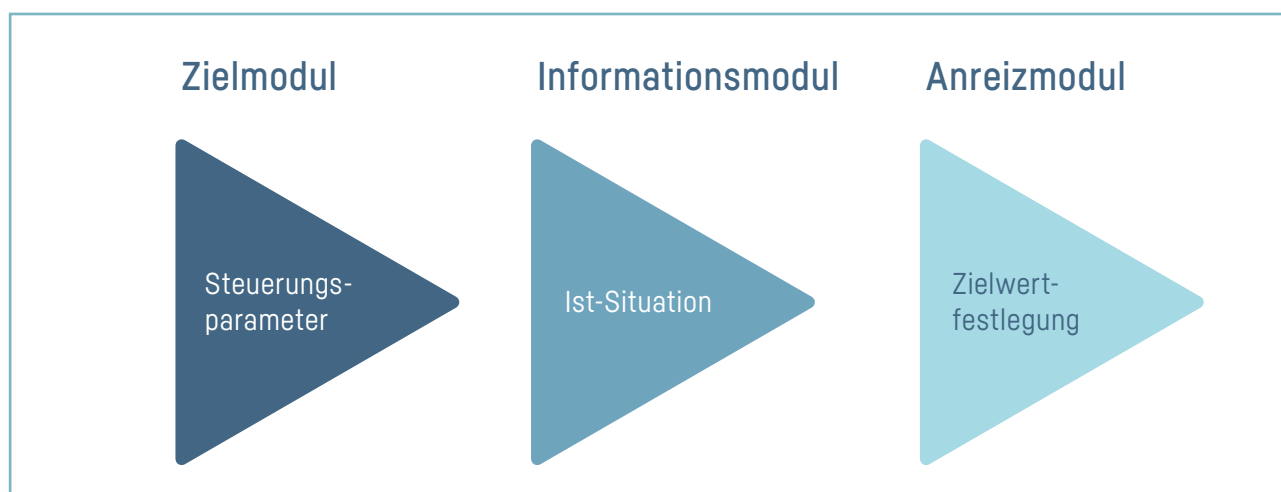 Zielmodul
Informationsmodul
Anreizmodul
Steuerungs-
parameter
Ist-Situation
Zielwert-
festlegung